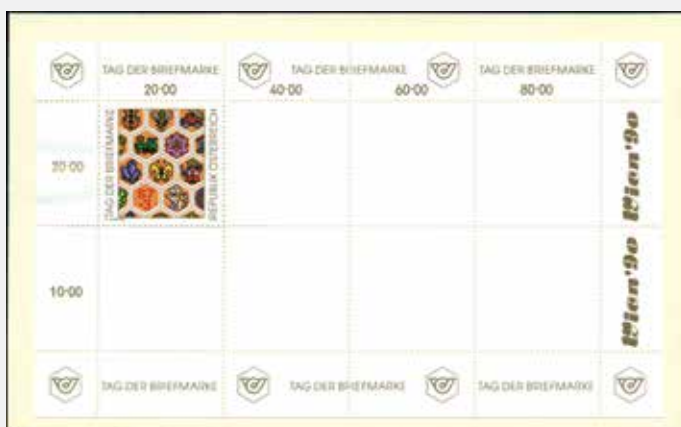 TAG DER BRIEFMARKE TAG DER BRIEFMARKE TAG DER BRIEFMARKE
20·00 40·00 60·00 80·00
20·00
TAG DER BRIEFMARKE
REPUBLIK ÖSTERREICH
Wien'90
10·00
Wien'90
TAG DER BRIEFMARKE TAG DER BRIEFMARKE TAG DER BRIEFMARKE